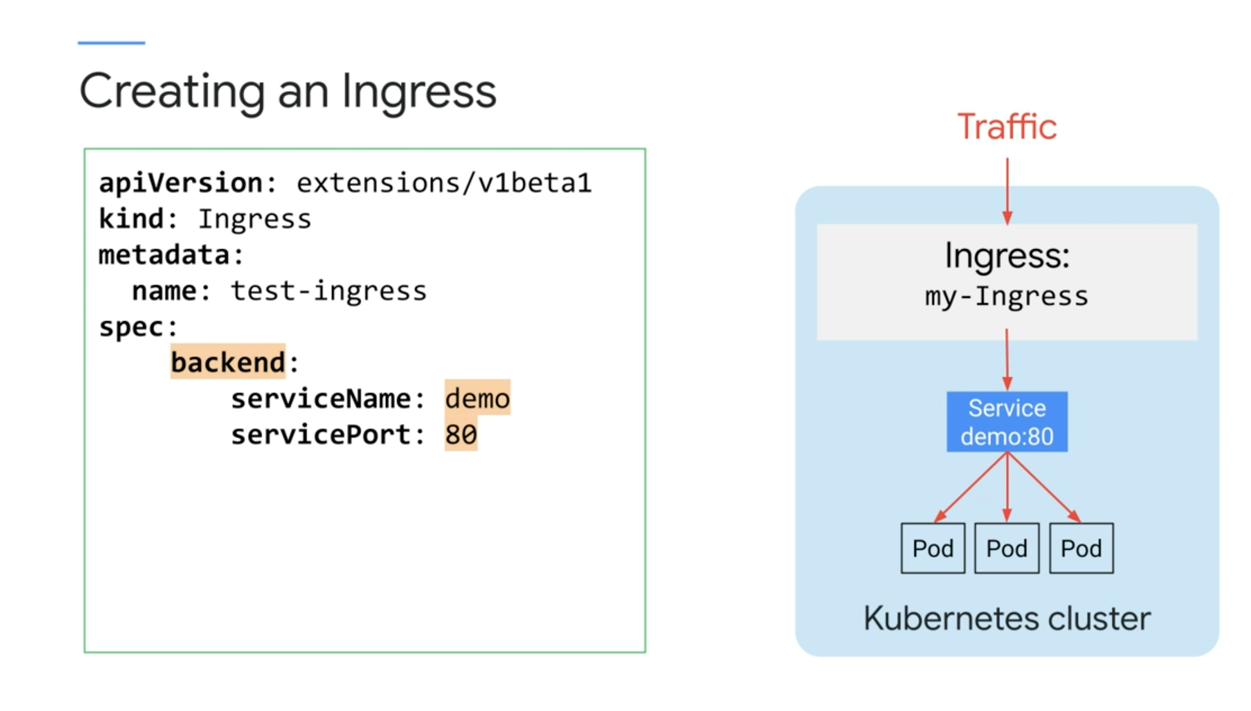 Creating an Ingress
apiVersion: extensions/v1beta1
kind: Ingress
metadata:
  name: test-ingress
spec:
    backend:
        serviceName: demo
        servicePort: 80
Traffic
Ingress:
my-Ingress
Service
demo:80
Pod Pod Pod
Kubernetes cluster